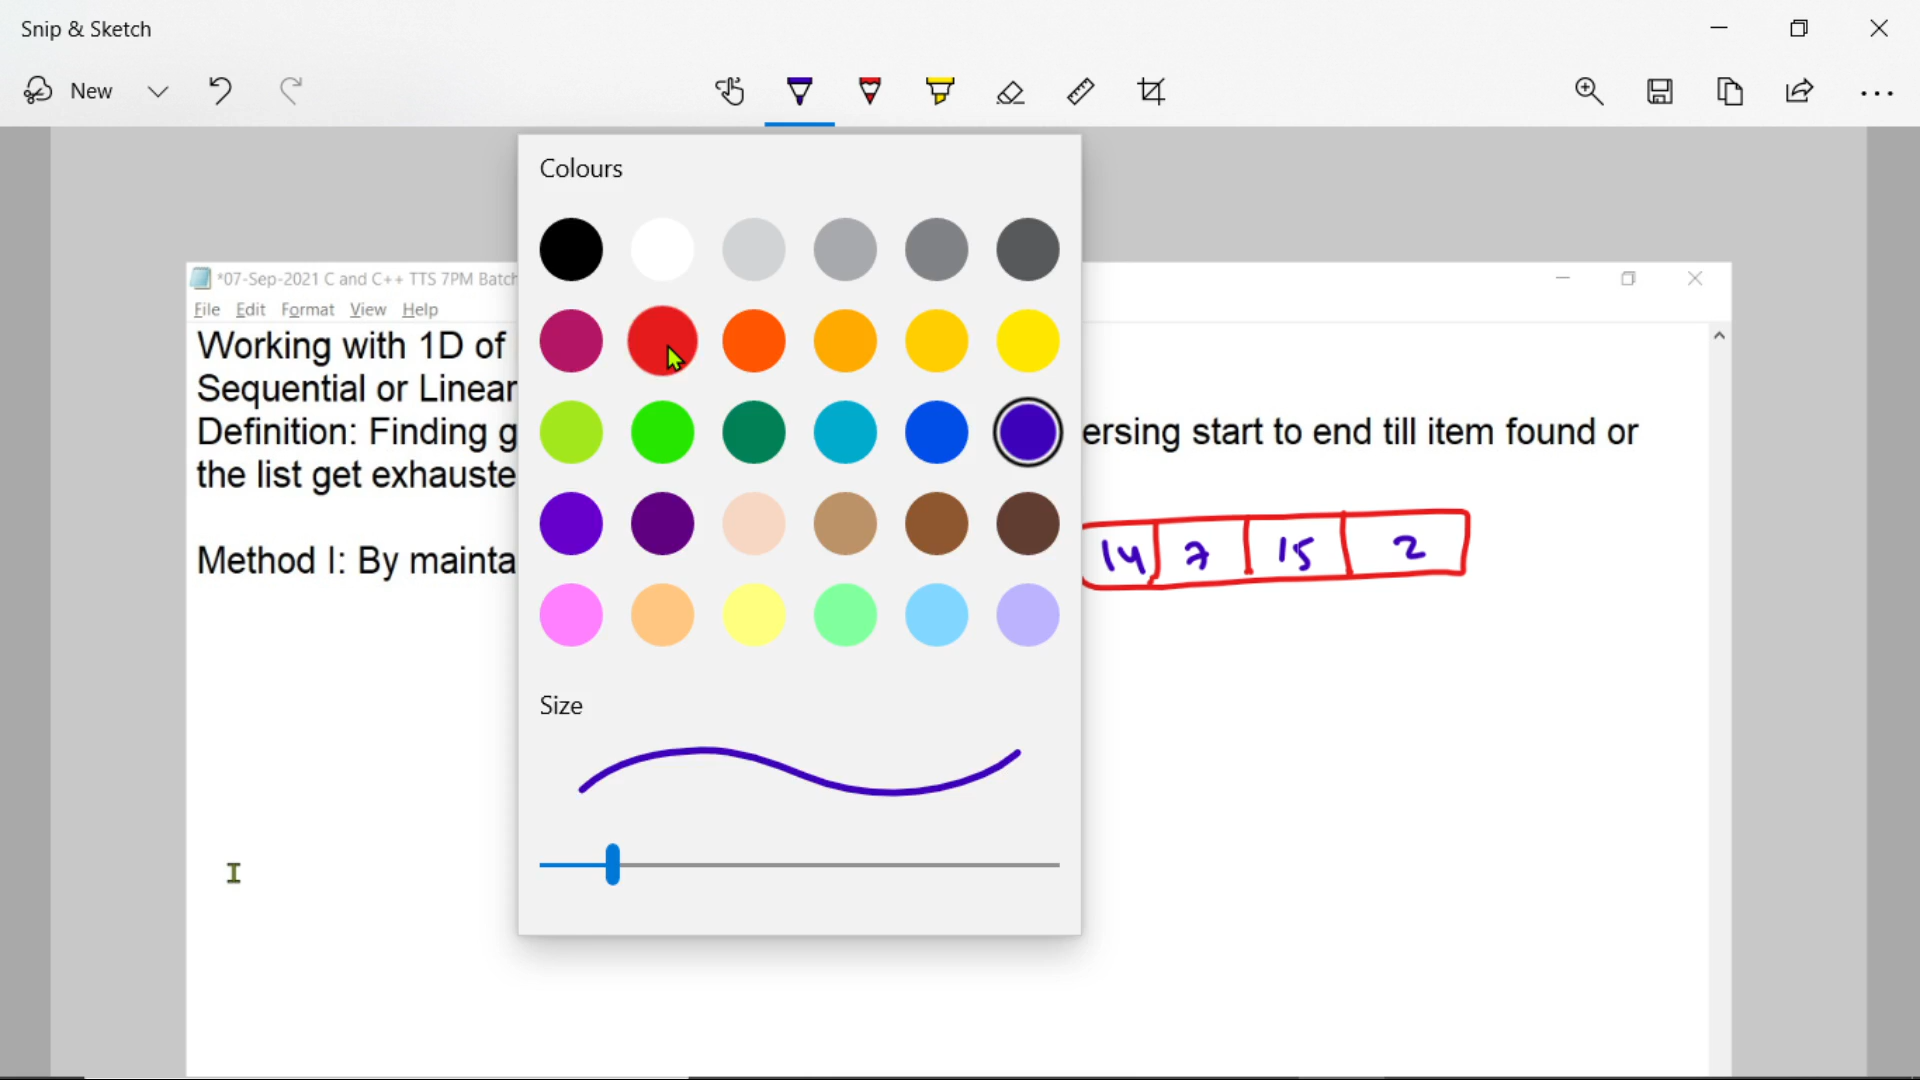 Snip & Sketch
New
Colours
*07-Sep-2021 C and C++ TTS 7PM Batch
File Edit Format View Help
Working with 1D of
Sequential or Linear
Definition: Finding g
ersing start to end till item found or
the list get exhauste
14 7 15 2
Method I: By mainta
Size